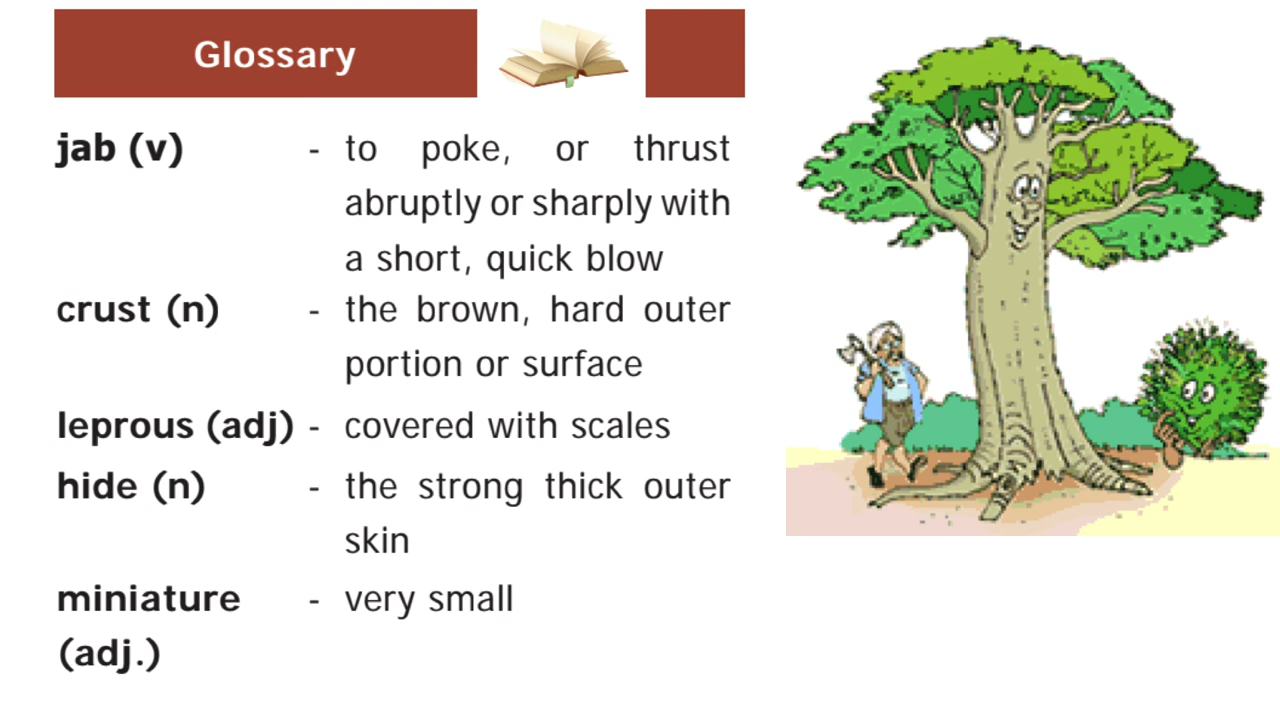 Glossary
jab (v) - to poke, or thrust
abruptly or sharply with
a short, quick blow
crust (n) - the brown, hard outer
portion or surface
leprous (adj) - covered with scales
hide (n) - the strong thick outer
skin
miniature - very small
(adj.)